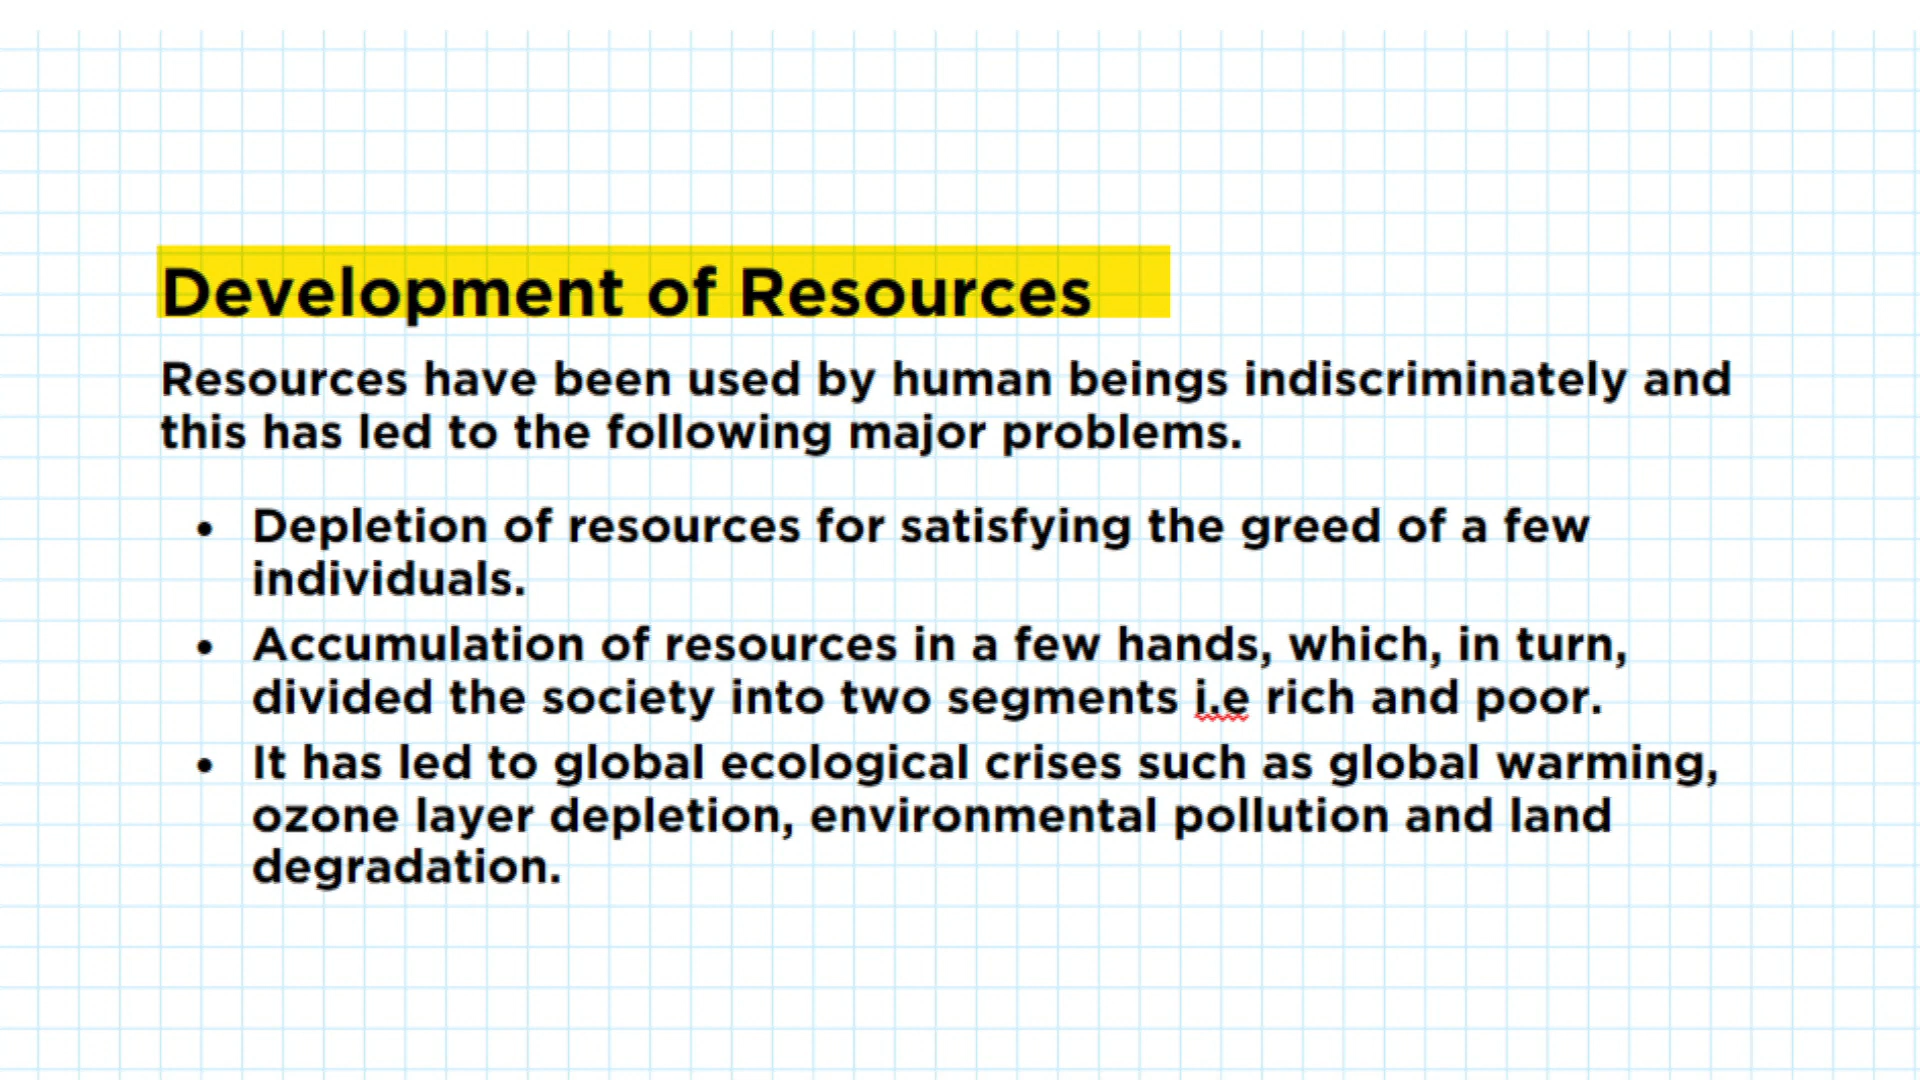 Development of Resources
Resources have been used by human beings indiscriminately and
this has led to the following major problems.
• Depletion of resources for satisfying the greed of a few
individuals.
• Accumulation of resources in a few hands, which, in turn,
divided the society into two segments i.e rich and poor.
• It has led to global ecological crises such as global warming,
ozone layer depletion, environmental pollution and land
degradation.